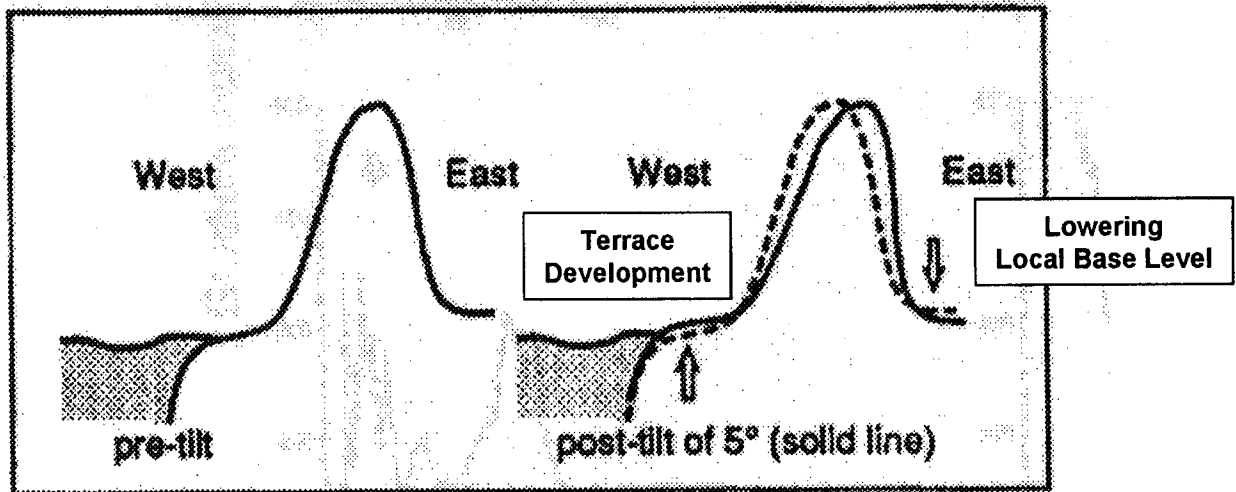 West
East
pre-tilt
West
East
Terrace
Development
Lowering
Local Base Level
post-tilt of 5° (solid line)